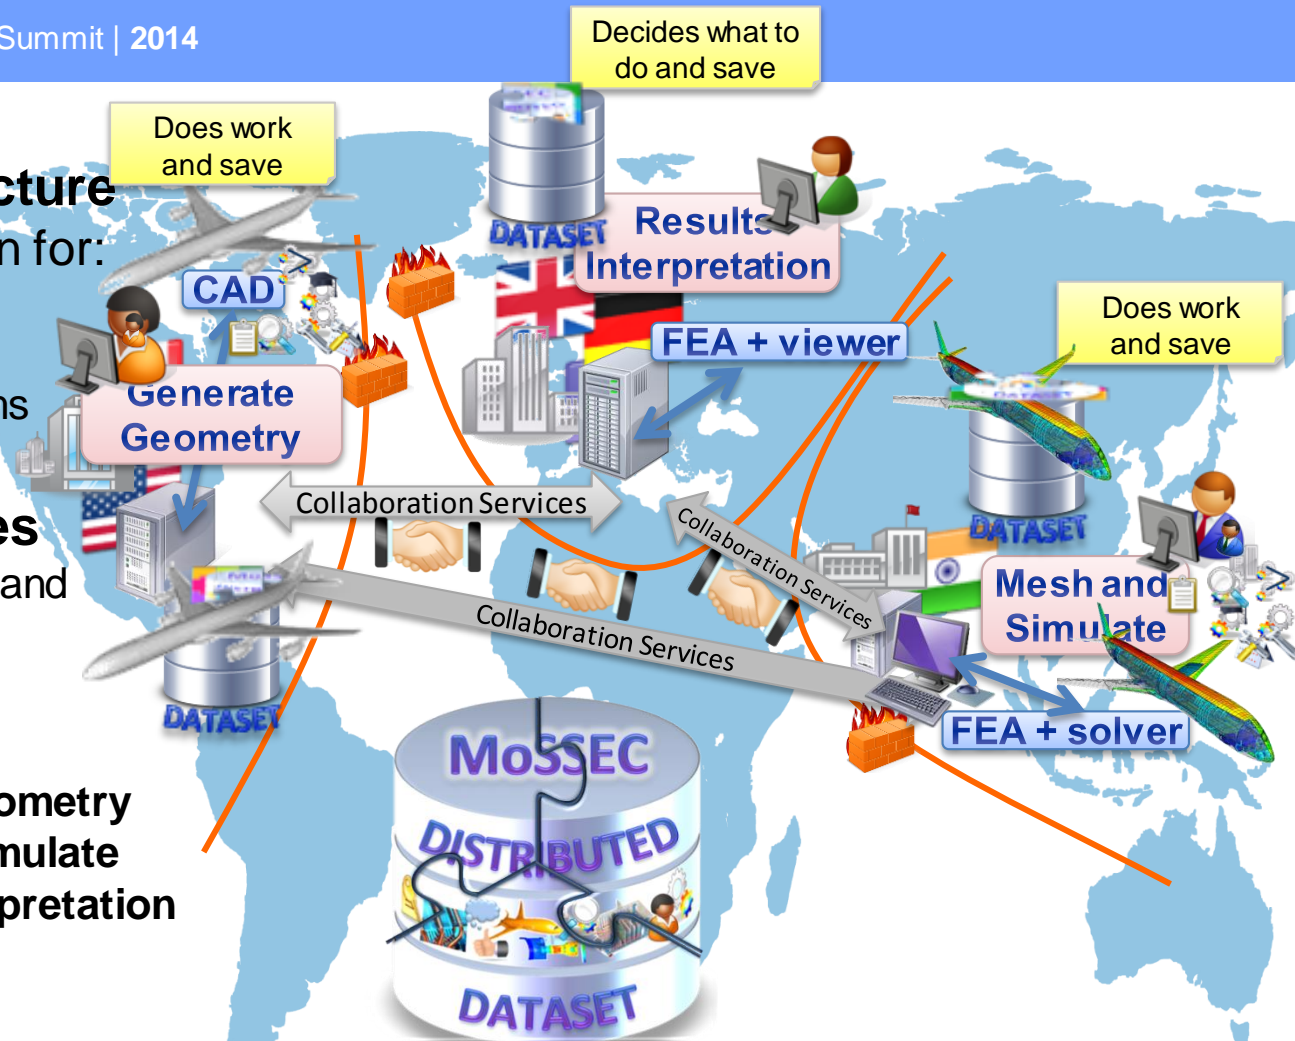 Summit | 2014
Decides what to
do and save
Does work
and save
cture
n for:
DATASET
Results
Interpretation
CAD
Does work
and save
FEA + viewer
ns
Generate
Geometry
Collaboration Services
es
and
Collaboration Services
DATASET
Mesh and
Simulate
Collaboration Services
DATASET
FEA + solver
MoSSEC
DISTRIBUTED
DATASET
ometry
mulate
pretation